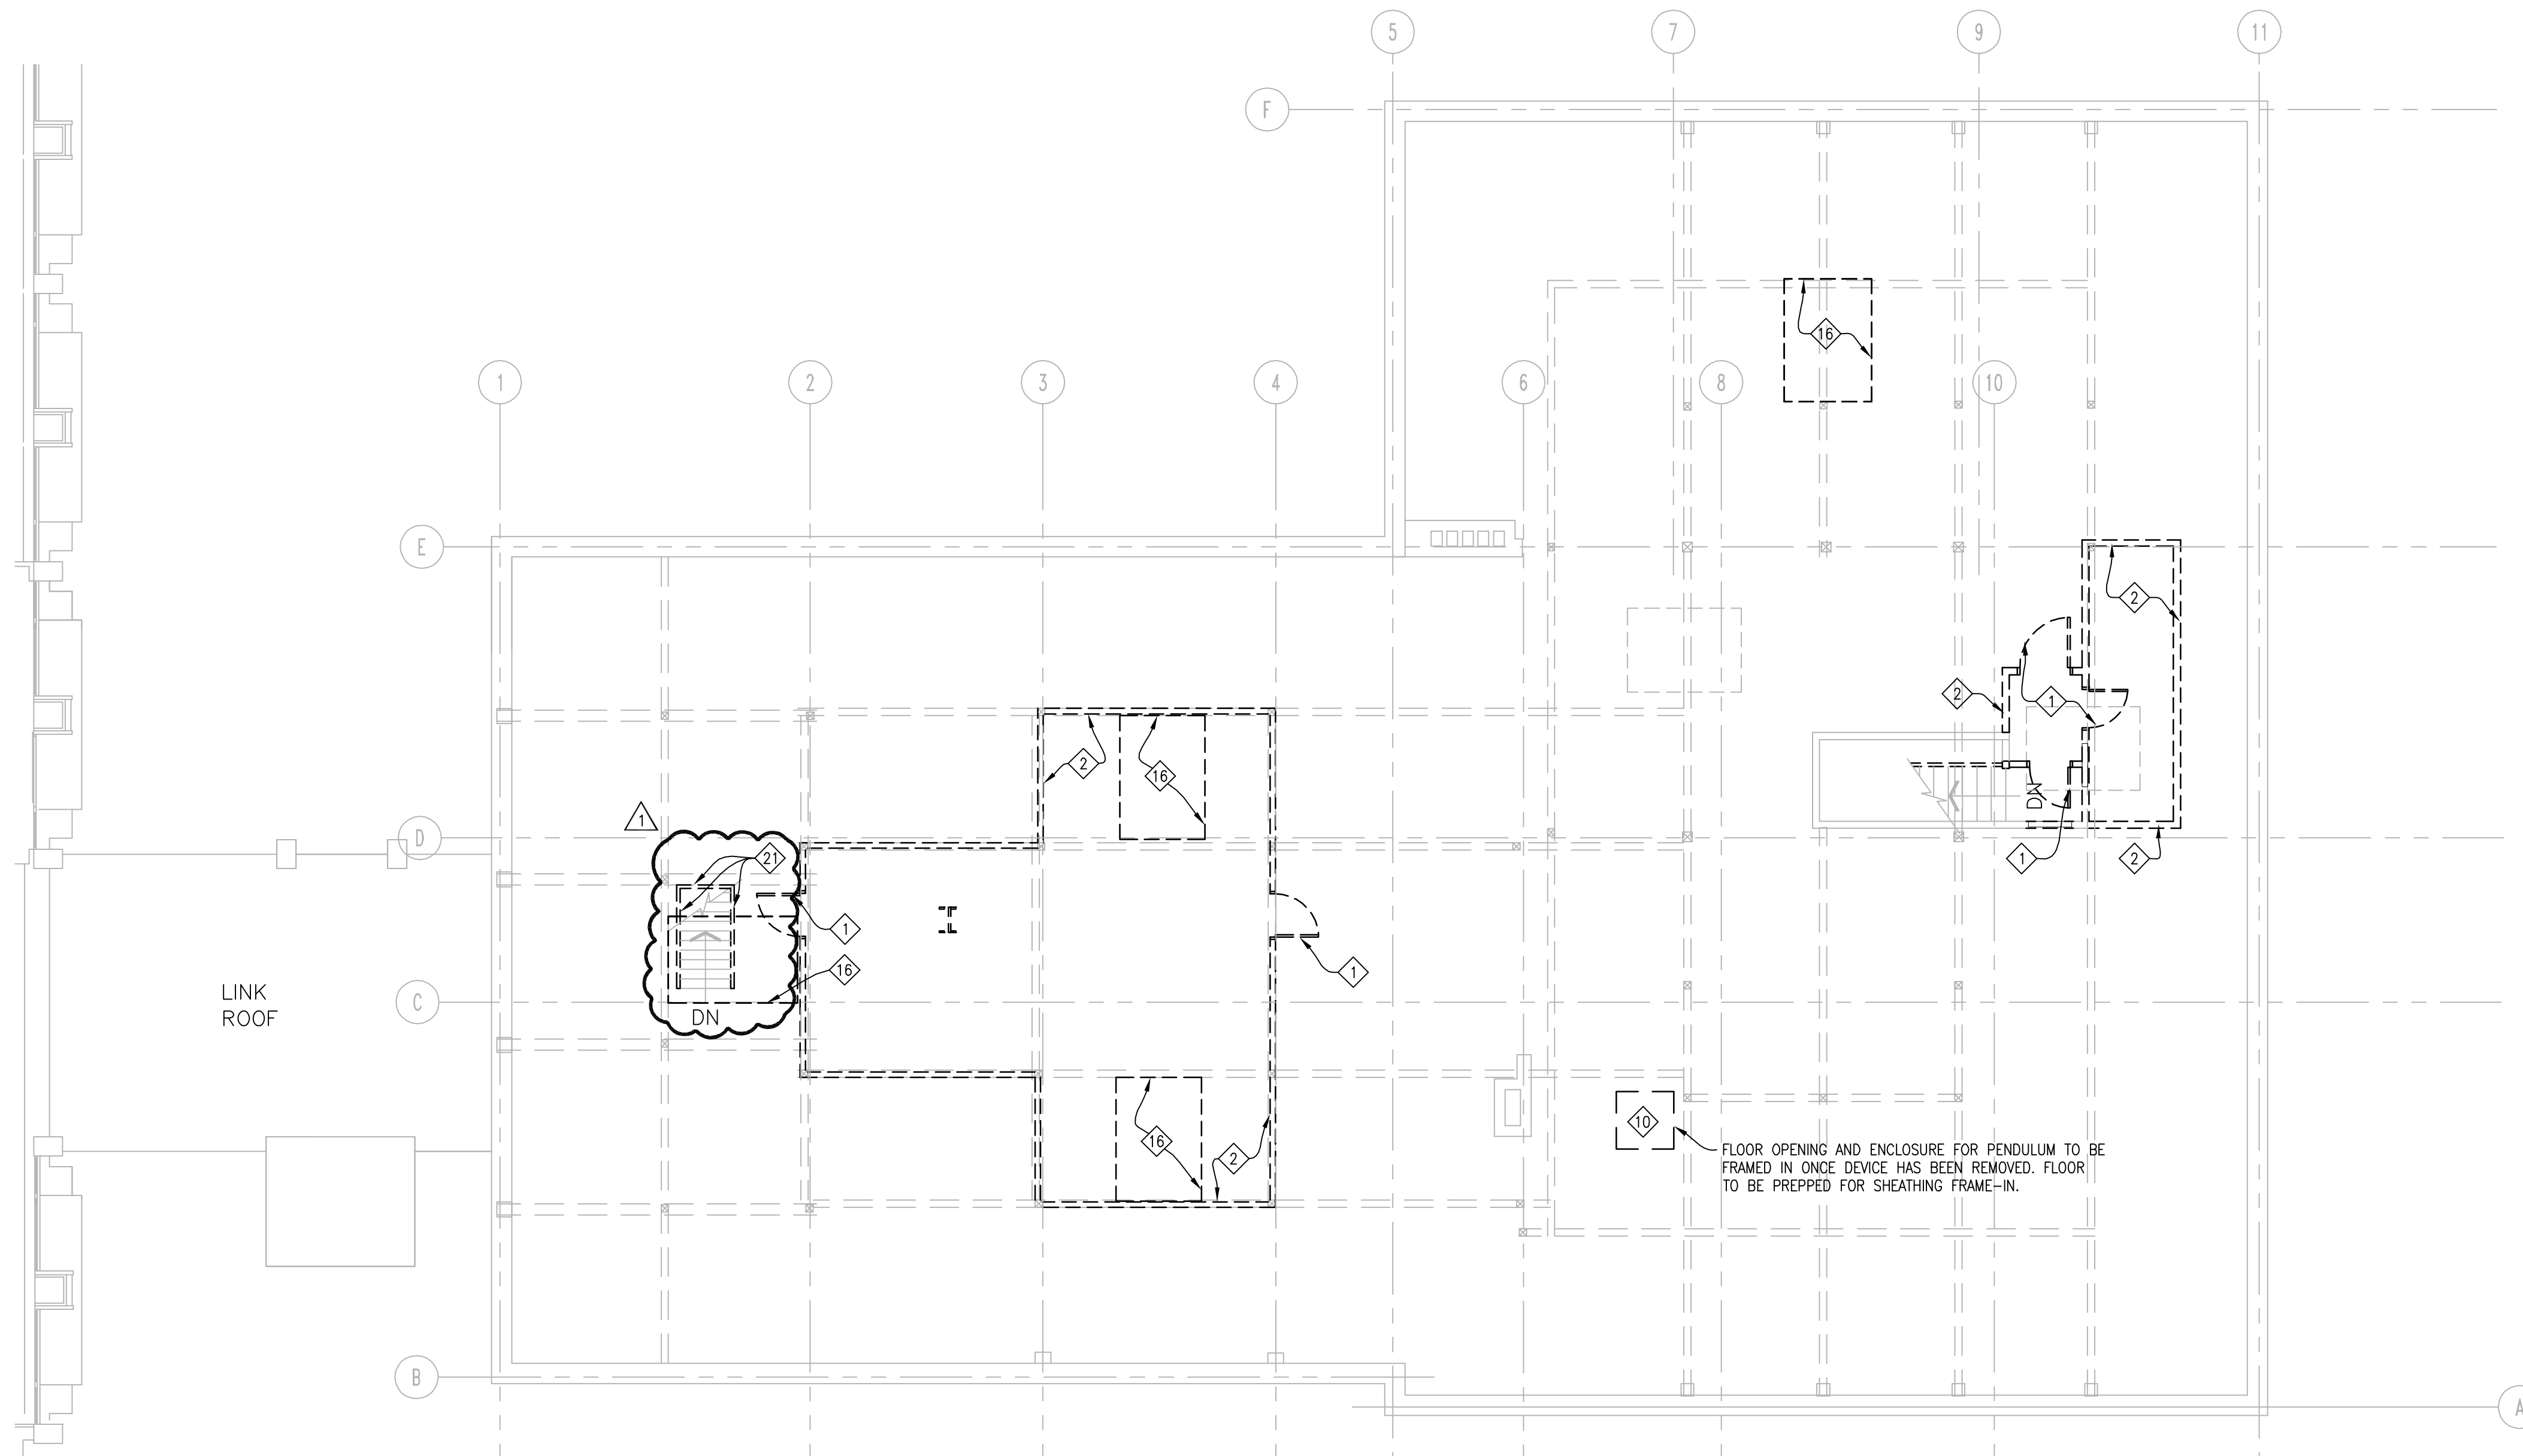 5
7
9
11
F
16
1
2
3
4
6
8
10
E
2
2
1
2
16
1
D
21
1
2
1
16
1
C
LINK
ROOF
DN
DN
10
16
2
FLOOR OPENING AND ENCLOSURE FOR PENDULUM TO BE
FRAMED IN ONCE DEVICE HAS BEEN REMOVED. FLOOR
TO BE PREPPED FOR SHEATHING FRAME-IN.
B
A